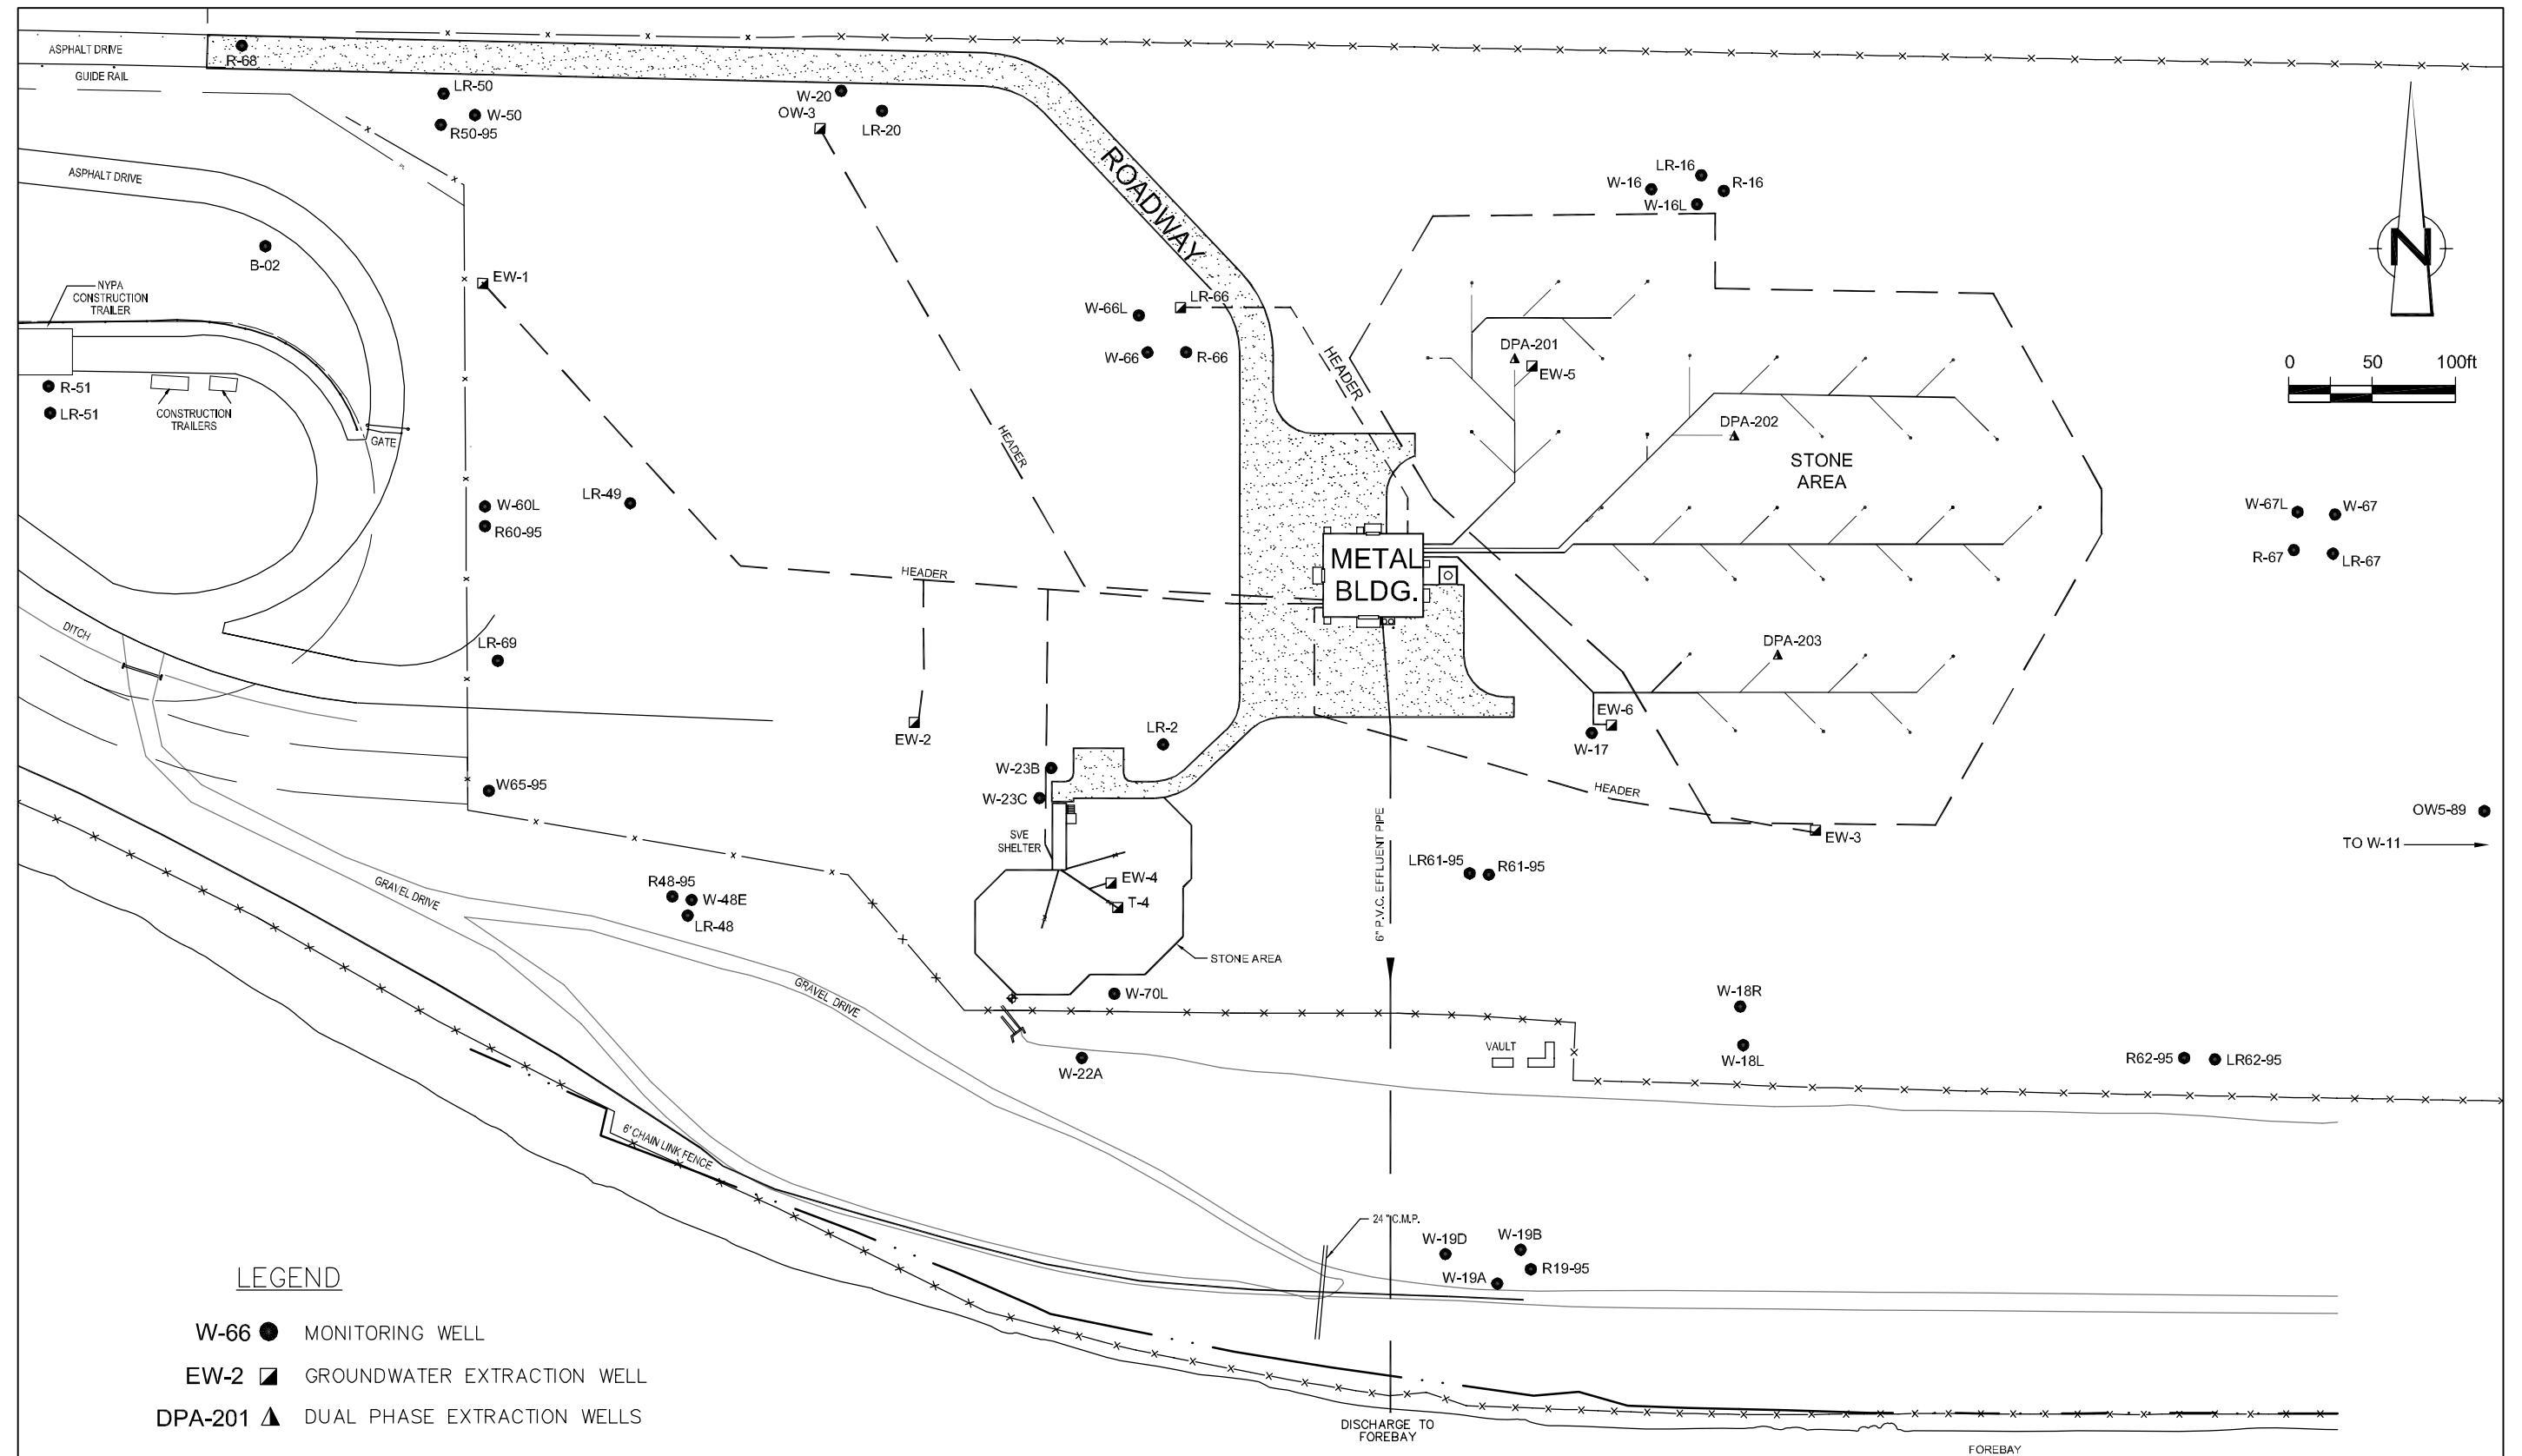 ASPHALT DRIVE
GUIDE RAIL
R-68
LR-50
W-50
R50-95
W-20
OW-3
LR-20
ROADWAY
LR-16
W-16
R-16
W-16L
N
ASPHALT DRIVE
B-02
EW-1
NYPA
CONSTRUCTION
TRAILER
LR-66
W-66L
W-66
R-66
HEADER
DPA-201
EW-5
0 50 100ft
R-51
LR-51
CONSTRUCTION
TRAILERS
GATE
HEADER
DPA-202
STONE
AREA
W-60L
R60-95
LR-49
W-67L
W-67
R-67
LR-67
METAL
BLDG.
HEADER
DITCH
LR-69
DPA-203
EW-2
LR-2
EW-6
W-17
W-23B
W-23C
W65-95
HEADER
EW-3
OW5-89
TO W-11
SVE
SHELTER
6" P.V.C. EFFLUENT PIPE
LR61-95
R61-95
R48-95
W-48E
LR-48
EW-4
T-4
GRAVEL DRIVE
STONE AREA
GRAVEL DRIVE
W-70L
W-18R
VAULT
W-18L
W-22A
R62-95
LR62-95
6' CHAIN LINK FENCE
24" C.M.P.
W-19D
W-19B
W-19A
R19-95
LEGEND
W-66 MONITORING WELL
EW-2 GROUNDWATER EXTRACTION WELL
DPA-201 DUAL PHASE EXTRACTION WELLS
DISCHARGE TO
FOREBAY
FOREBAY